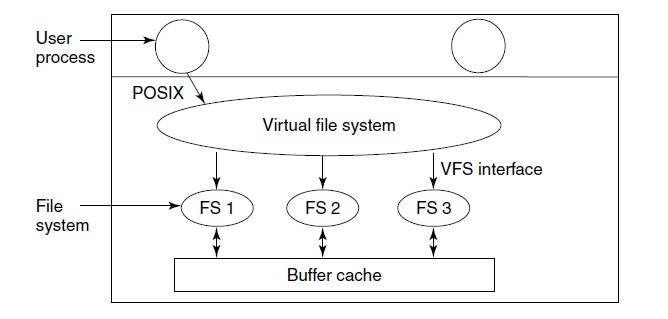 User
process
POSIX
Virtual file system
VFS interface
File
system
FS 1
FS 2
FS 3
Buffer cache